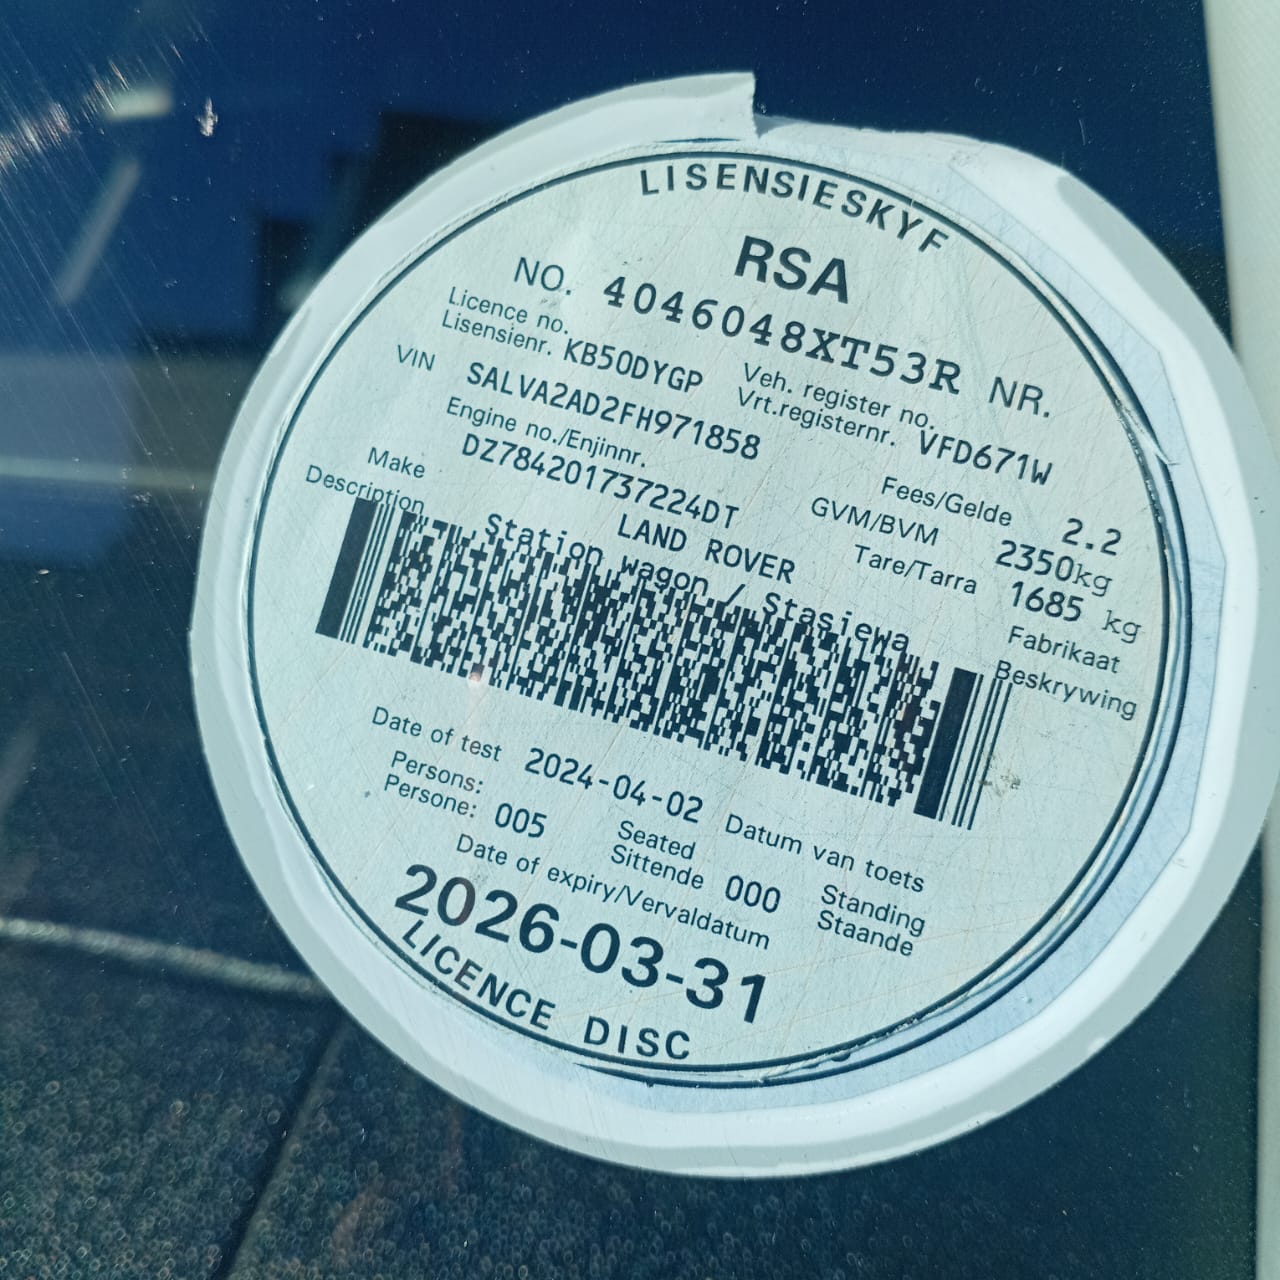 LISENSIESKYF
RSA
NO. 4046048XT53R NR.
Licence no. Lisensienr. KB50DYGP Veh. register no. Vrt.registernr. VFD671W
VIN SALVA2AD2FH971858
Engine no./Enjinnr. DZ784201737224DT
Fees/Gelde 2.2
GVM/BVM 2350kg
Tare/Tarra 1685 kg
Make LAND ROVER Fabrikaat
Description Station wagon / Stasiewa Beskrywing
Date of test 2024-04-02 Datum van toets
Persons: Persone: 005 Seated Sittende 000 Standing Staande
Date of expiry/Vervaldatum
2026-03-31
LICENCE DISC